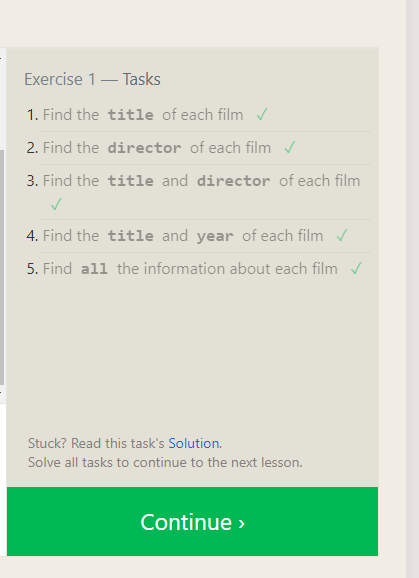 Exercise 1 — Tasks
1. Find the title of each film ✓
2. Find the director of each film ✓
3. Find the title and director of each film
✓
4. Find the title and year of each film ✓
5. Find all the information about each film ✓
Stuck? Read this task's Solution.
Solve all tasks to continue to the next lesson.
Continue ›